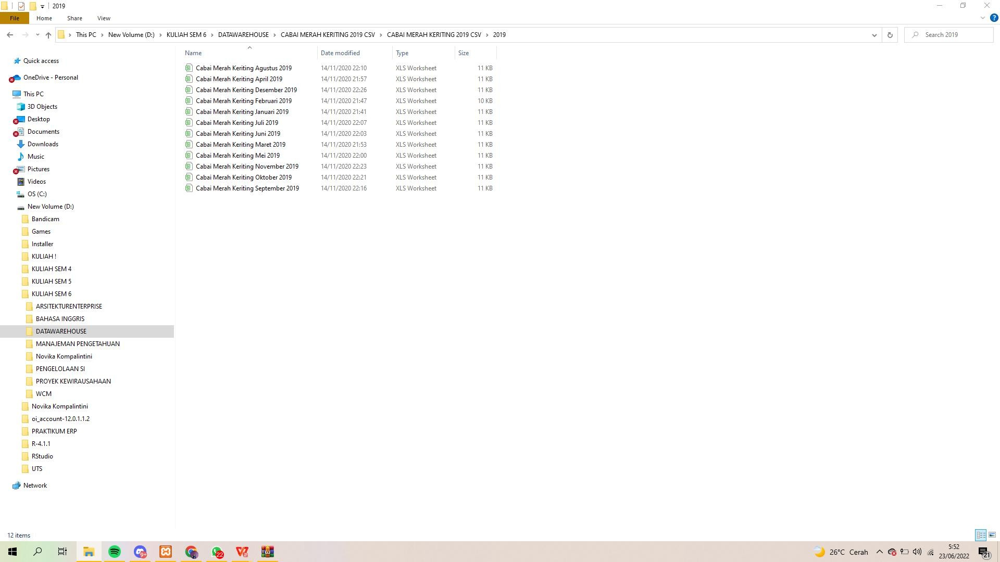 2019
File Home Share View
This PC New Volume (D:) KULIAH SEM 6 DATAWAREHOUSE CABAI MERAH KERITING 2019 CSV CABAI MERAH KERITING 2019 CSV 2019 Search 2019
Name Date modified Type Size
Cabai Merah Keriting Agustus 2019 14/11/2020 22:10 XLS Worksheet 11 KB
Cabai Merah Keriting April 2019 14/11/2020 21:57 XLS Worksheet 11 KB
Cabai Merah Keriting Desember 2019 14/11/2020 22:26 XLS Worksheet 11 KB
Cabai Merah Keriting Februari 2019 14/11/2020 21:47 XLS Worksheet 10 KB
Cabai Merah Keriting Januari 2019 14/11/2020 21:41 XLS Worksheet 11 KB
Cabai Merah Keriting Juli 2019 14/11/2020 22:07 XLS Worksheet 11 KB
Cabai Merah Keriting Juni 2019 14/11/2020 22:03 XLS Worksheet 11 KB
Cabai Merah Keriting Maret 2019 14/11/2020 21:53 XLS Worksheet 11 KB
Cabai Merah Keriting Mei 2019 14/11/2020 22:00 XLS Worksheet 11 KB
Cabai Merah Keriting November 2019 14/11/2020 22:23 XLS Worksheet 11 KB
Cabai Merah Keriting Oktober 2019 14/11/2020 22:21 XLS Worksheet 11 KB
Cabai Merah Keriting September 2019 14/11/2020 22:16 XLS Worksheet 11 KB
Quick access
OneDrive - Personal
This PC
3D Objects
Desktop
Documents
Downloads
Music
Pictures
Videos
OS (C:)
New Volume (D:)
Bandicam
Games
Installer
KULIAH !
KULIAH SEM 4
KULIAH SEM 5
KULIAH SEM 6
ARSITEKTURENTERPRISE
BAHASA INGGRIS
DATAWAREHOUSE
MANAJEMAN PENGETAHUAN
Novika Kompalintini
PENGELOLAAN SI
PROYEK KEWIRAUSAHAAN
WCM
Novika Kompalintini
oi_account-12.0.1.1.2
PRAKTIKUM ERP
R-4.1.1
RStudio
UTS
Network
12 items
9+ 22 26°C Cerah 5:52
23/06/2022 21